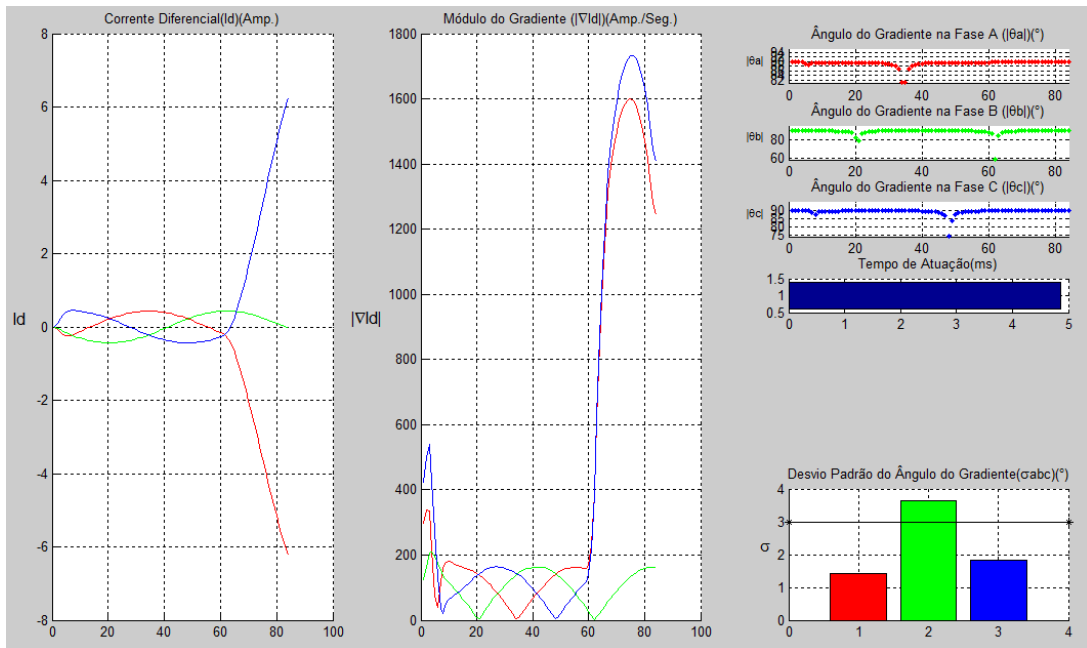 Corrente Diferencial(Id)(Amp.)
8
6
4
2
0
-2
-4
-6
-8
Id
0 20 40 60 80 100
Módulo do Gradiente (|∇Id|)(Amp./Seg.)
1800
1600
1400
1200
1000
800
600
400
200
0
|∇Id|
0 20 40 60 80 100
Ângulo do Gradiente na Fase A (|θa|)(°)
|θa|
94
82
0 20 40 60 80
Ângulo do Gradiente na Fase B (|θb|)(°)
|θb|
80
60
0 20 40 60 80
Ângulo do Gradiente na Fase C (|θc|)(°)
|θc|
90
85
80
75
0 20 40 60 80
Tempo de Atuação(ms)
1.5
1
0.5
0 1 2 3 4 5
Desvio Padrão do Ângulo do Gradiente(σabc)(°)
4
3
2
1
0
σ
0 1 2 3 4